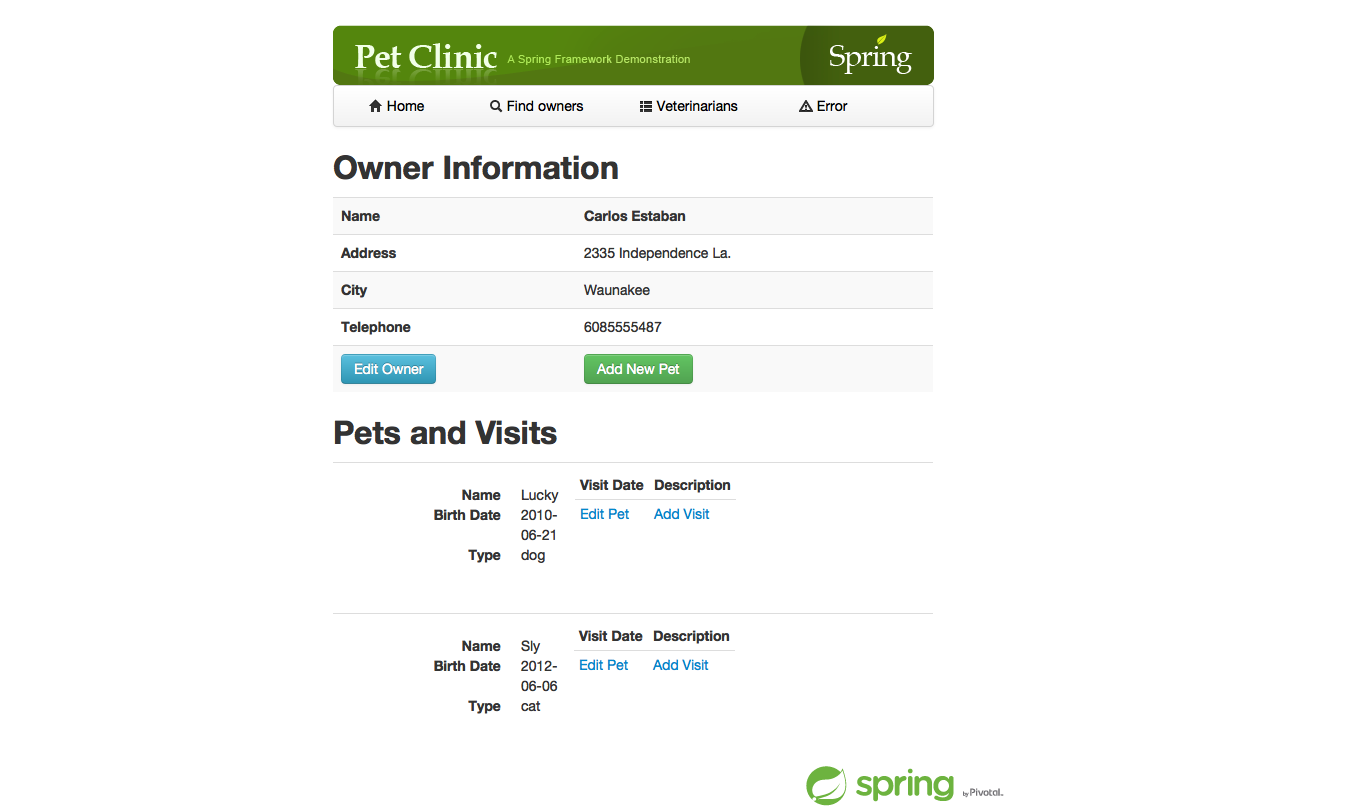 Pet Clinic A Spring Framework Demonstration Spring
Home Find owners Veterinarians Error
Owner Information
Name Carlos Estaban
Address 2335 Independence La.
City Waunakee
Telephone 6085555487
Edit Owner Add New Pet
Pets and Visits
Visit Date Description
Name Lucky
Birth Date 2010-
06-21
Edit Pet Add Visit
Type dog
Visit Date Description
Name Sly
Birth Date 2012-
06-06
Edit Pet Add Visit
Type cat
spring by Pivotal.